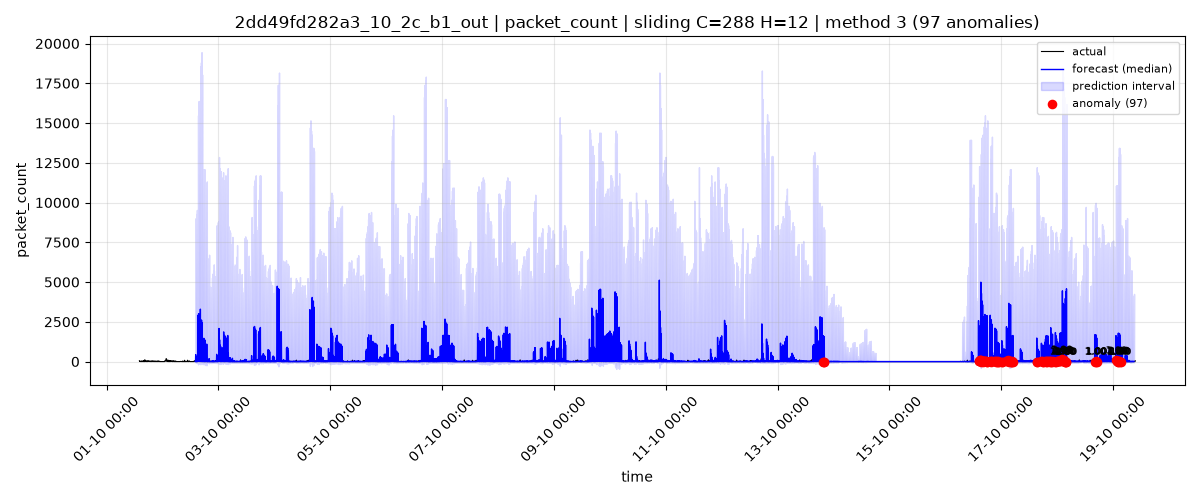 2dd49fd282a3_10_2c_b1_out | packet_count | sliding C=288 H=12 | method 3 (97 anomalies)
packet_count
20000
17500
15000
12500
10000
7500
5000
2500
0
actual
forecast (median)
prediction interval
anomaly (97)
01-10 00:00
03-10 00:00
05-10 00:00
07-10 00:00
09-10 00:00
11-10 00:00
13-10 00:00
15-10 00:00
17-10 00:00
19-10 00:00
time